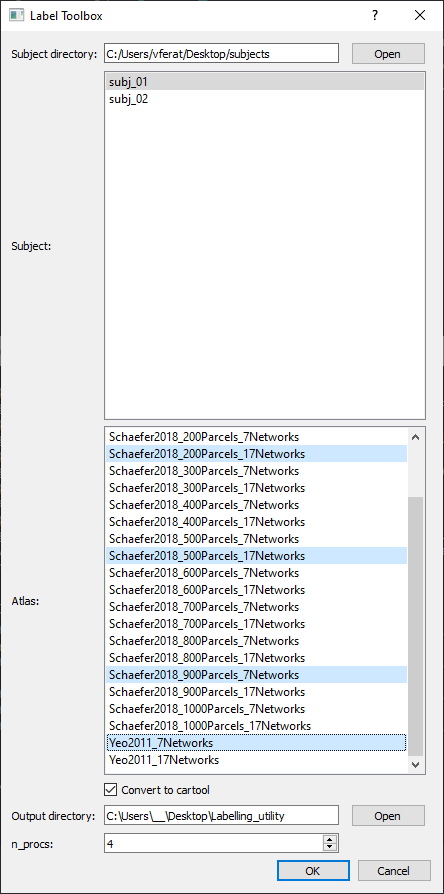 Label Toolbox
?
Subject directory: C:/Users/vferat/Desktop/subjects Open
subj_01
subj_02
Subject:
Schaefer2018_200Parcels_7Networks
Schaefer2018_200Parcels_17Networks
Schaefer2018_300Parcels_7Networks
Schaefer2018_300Parcels_17Networks
Schaefer2018_400Parcels_7Networks
Schaefer2018_400Parcels_17Networks
Schaefer2018_500Parcels_7Networks
Schaefer2018_500Parcels_17Networks
Schaefer2018_600Parcels_7Networks
Schaefer2018_600Parcels_17Networks
Atlas:
Schaefer2018_700Parcels_7Networks
Schaefer2018_700Parcels_17Networks
Schaefer2018_800Parcels_7Networks
Schaefer2018_800Parcels_17Networks
Schaefer2018_900Parcels_7Networks
Schaefer2018_900Parcels_17Networks
Schaefer2018_1000Parcels_7Networks
Schaefer2018_1000Parcels_17Networks
Yeo2011_7Networks
Yeo2011_17Networks
Convert to cartool
Output directory: C:\Users\__\Desktop\Labelling_utility Open
n_procs: 4
OK Cancel